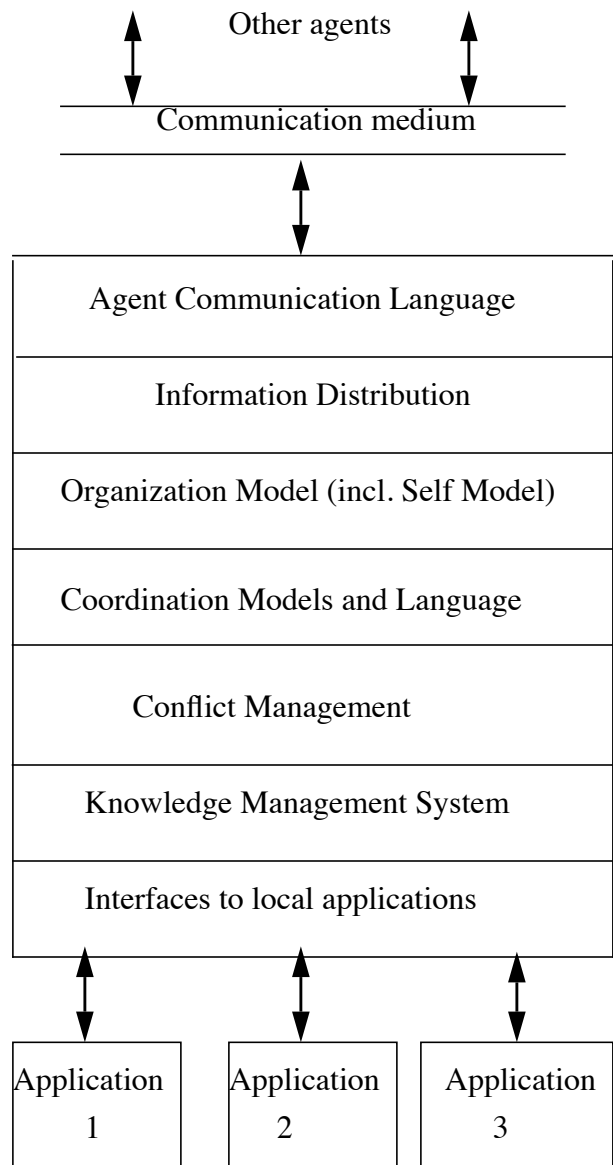 Other agents
Communication medium
Agent Communication Language
Information Distribution
Organization Model (incl. Self Model)
Coordination Models and Language
Conflict Management
Knowledge Management System
Interfaces to local applications
Application
1
Application
2
Application
3